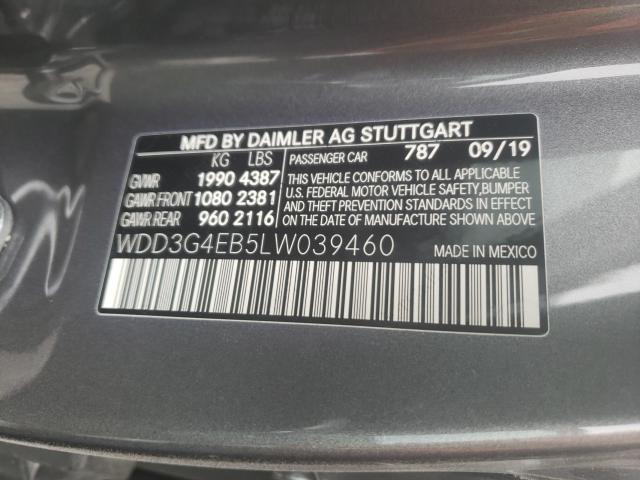 MFD BY DAIMLER AG STUTTGART
KG LBS
GVWR 1990 4387
GAWR FRONT 1080 2381
GAWR REAR 960 2116
PASSENGER CAR 787 09/19
THIS VEHICLE CONFORMS TO ALL APPLICABLE
U.S. FEDERAL MOTOR VEHICLE SAFETY, BUMPER
AND THEFT PREVENTION STANDARDS IN EFFECT
ON THE DATE OF MANUFACTURE SHOWN ABOVE.
WDD3G4EB5LW039460
MADE IN MEXICO